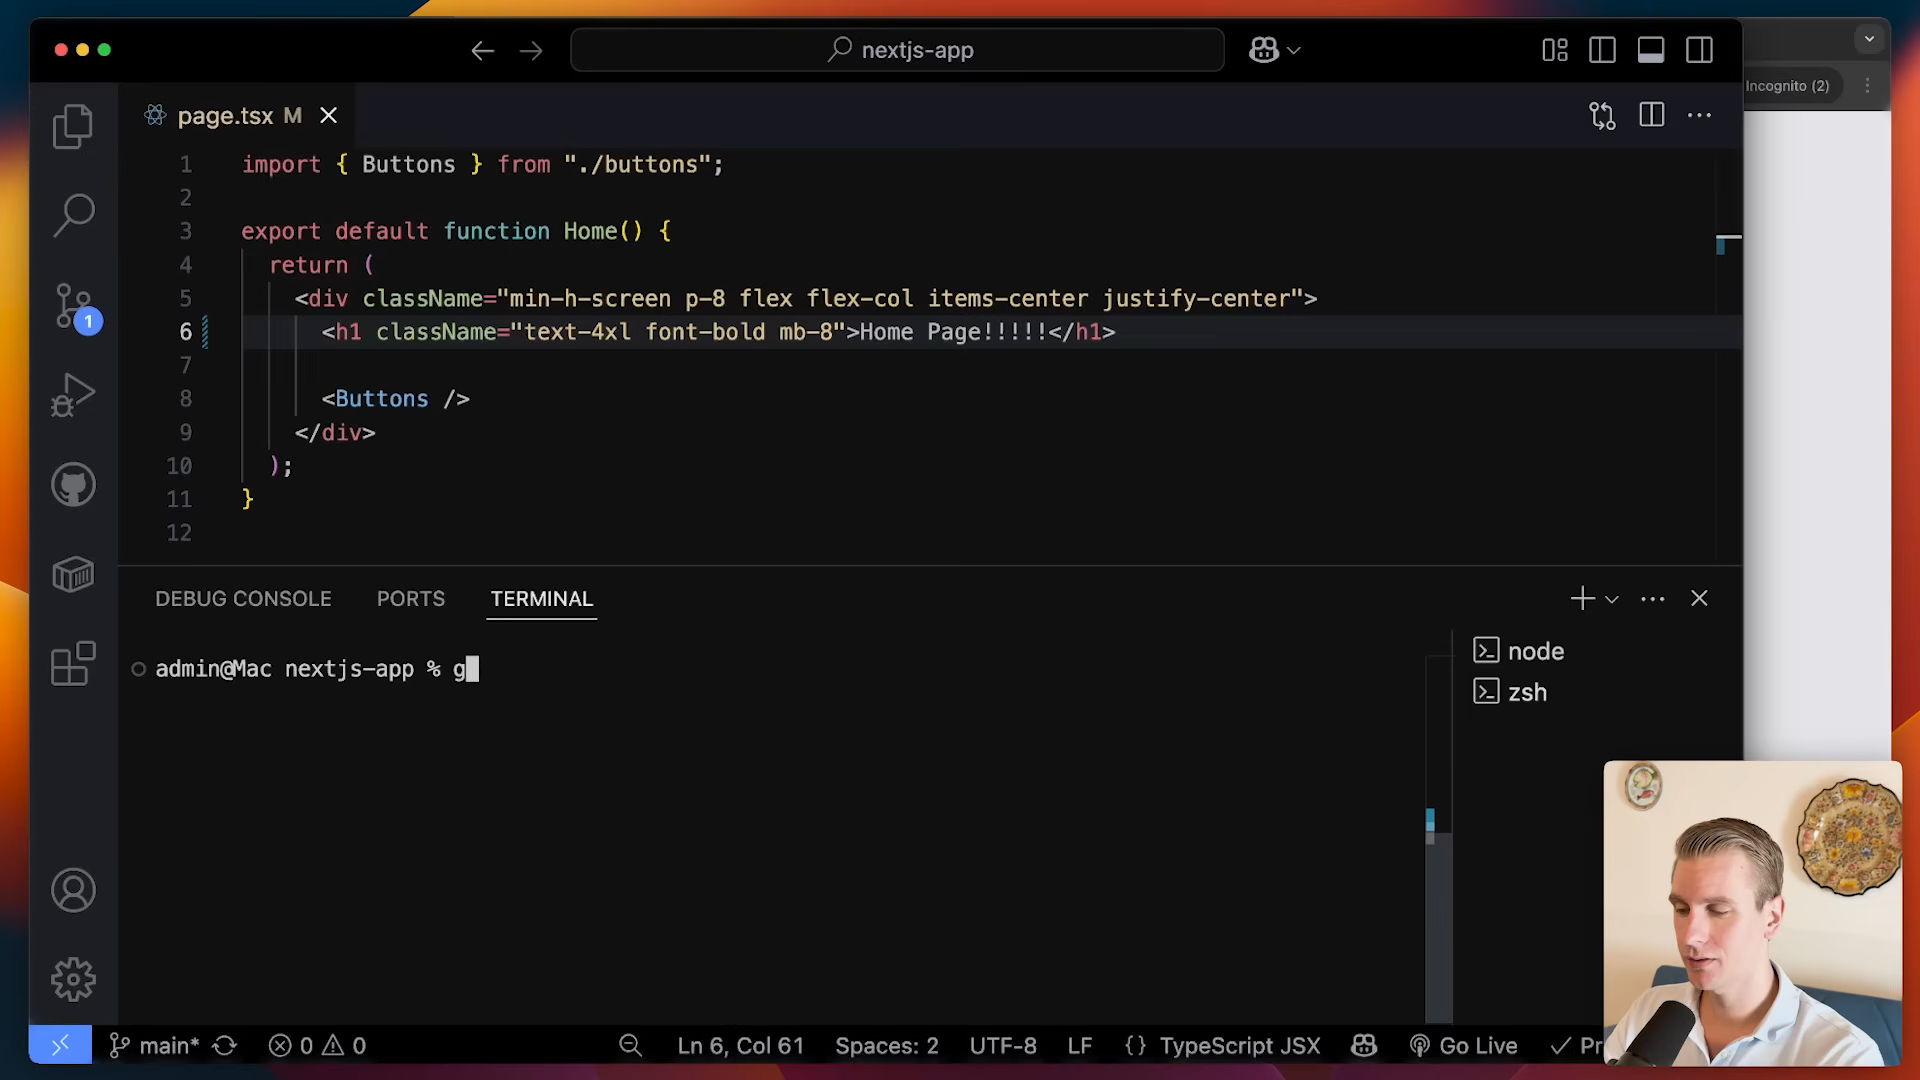 nextjs-app
Incognito (2)
page.tsx M
1 import { Buttons } from "./buttons";
2
3 export default function Home() {
4 return (
5 <div className="min-h-screen p-8 flex flex-col items-center justify-center">
6 <h1 className="text-4xl font-bold mb-8">Home Page!!!!!</h1>
7
8 <Buttons />
9 </div>
10 );
11 }
12
1
DEBUG CONSOLE PORTS TERMINAL
admin@Mac nextjs-app % g
node
zsh
main* 0 0 Ln 6, Col 61 Spaces: 2 UTF-8 LF {} TypeScript JSX Go Live